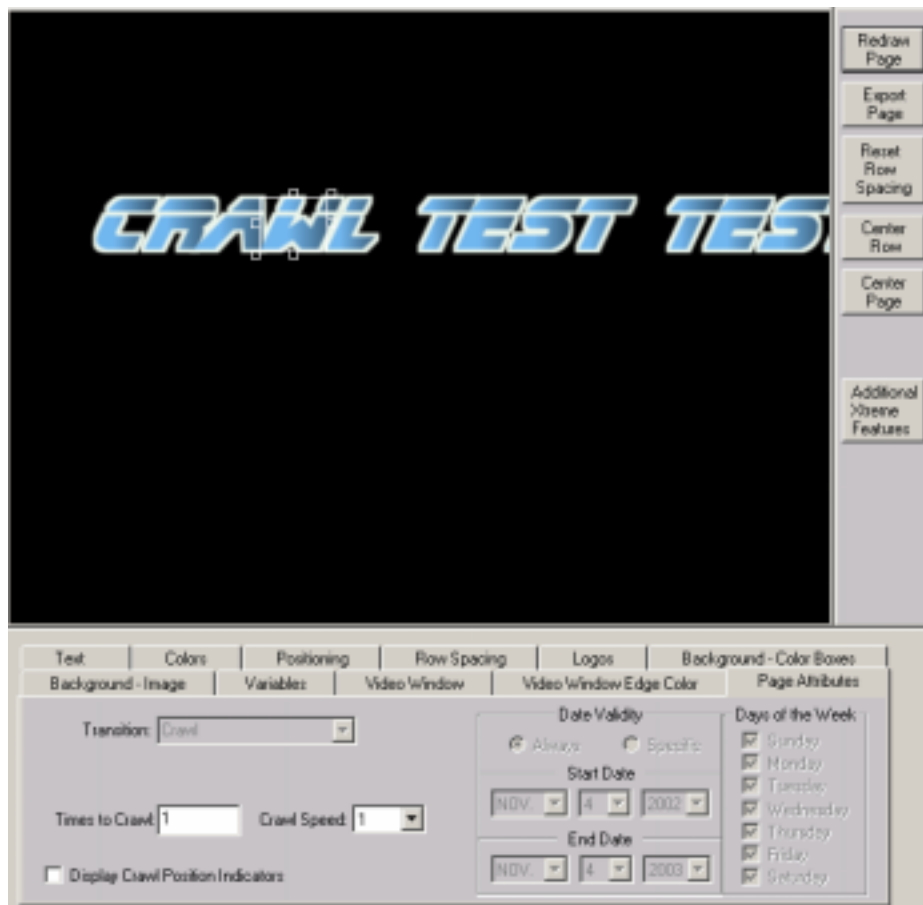 CRAWL TEST TEST
Redraw
Page
Export
Page
Reset
Row
Spacing
Center
Row
Center
Page
Additional
Xtreme
Features
Text Colors Positioning Row Spacing Logos Background - Color Boxes
Background - Image Variables Video Window Video Window Edge Color Page Attributes
Transition: Crawl
Times to Crawl: 1 Crawl Speed: 1
Display Crawl Position Indicators
Date Validity
Always Specific
Start Date
NOV. 4 2002
End Date
NOV. 4 2003
Days of the Week
Sunday
Monday
Tuesday
Wednesday
Thursday
Friday
Saturday